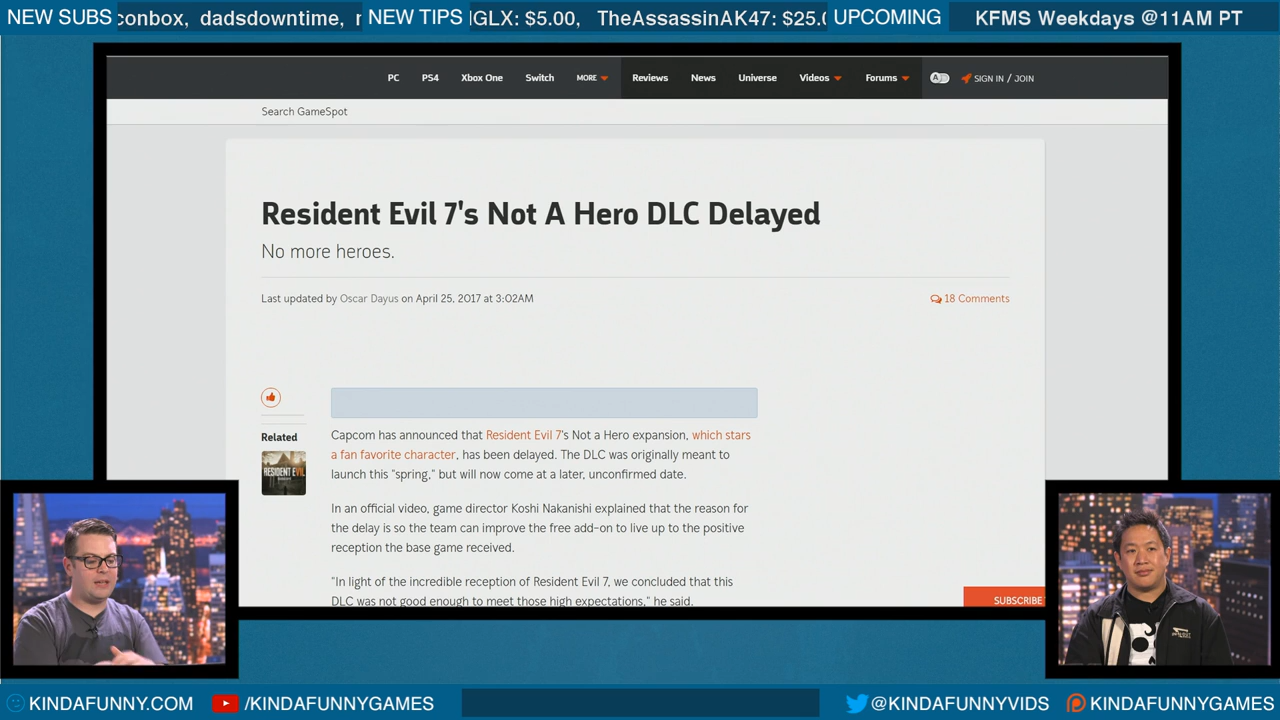 NEW SUBS conbox, dadsdowntime, NEW TIPS IGLX: $5.00, TheAssassinAK47: $25.0 UPCOMING KFMS Weekdays @11AM PT
PC PS4 Xbox One Switch MORE Reviews News Universe Videos Forums SIGN IN / JOIN
Search GameSpot
Resident Evil 7's Not A Hero DLC Delayed
No more heroes.
Last updated by Oscar Dayus on April 25, 2017 at 3:02AM 18 Comments
Capcom has announced that Resident Evil 7's Not a Hero expansion, which stars
a fan favorite character, has been delayed. The DLC was originally meant to
launch this "spring," but will now come at a later, unconfirmed date.
Related
RESIDENT EVIL
In an official video, game director Koshi Nakanishi explained that the reason for
the delay is so the team can improve the free add-on to live up to the positive
reception the base game received.
"In light of the incredible reception of Resident Evil 7, we concluded that this
DLC was not good enough to meet those high expectations," he said.
SUBSCRIBE
KINDAFUNNY.COM /KINDAFUNNYGAMES @KINDAFUNNYVIDS KINDAFUNNYGAMES